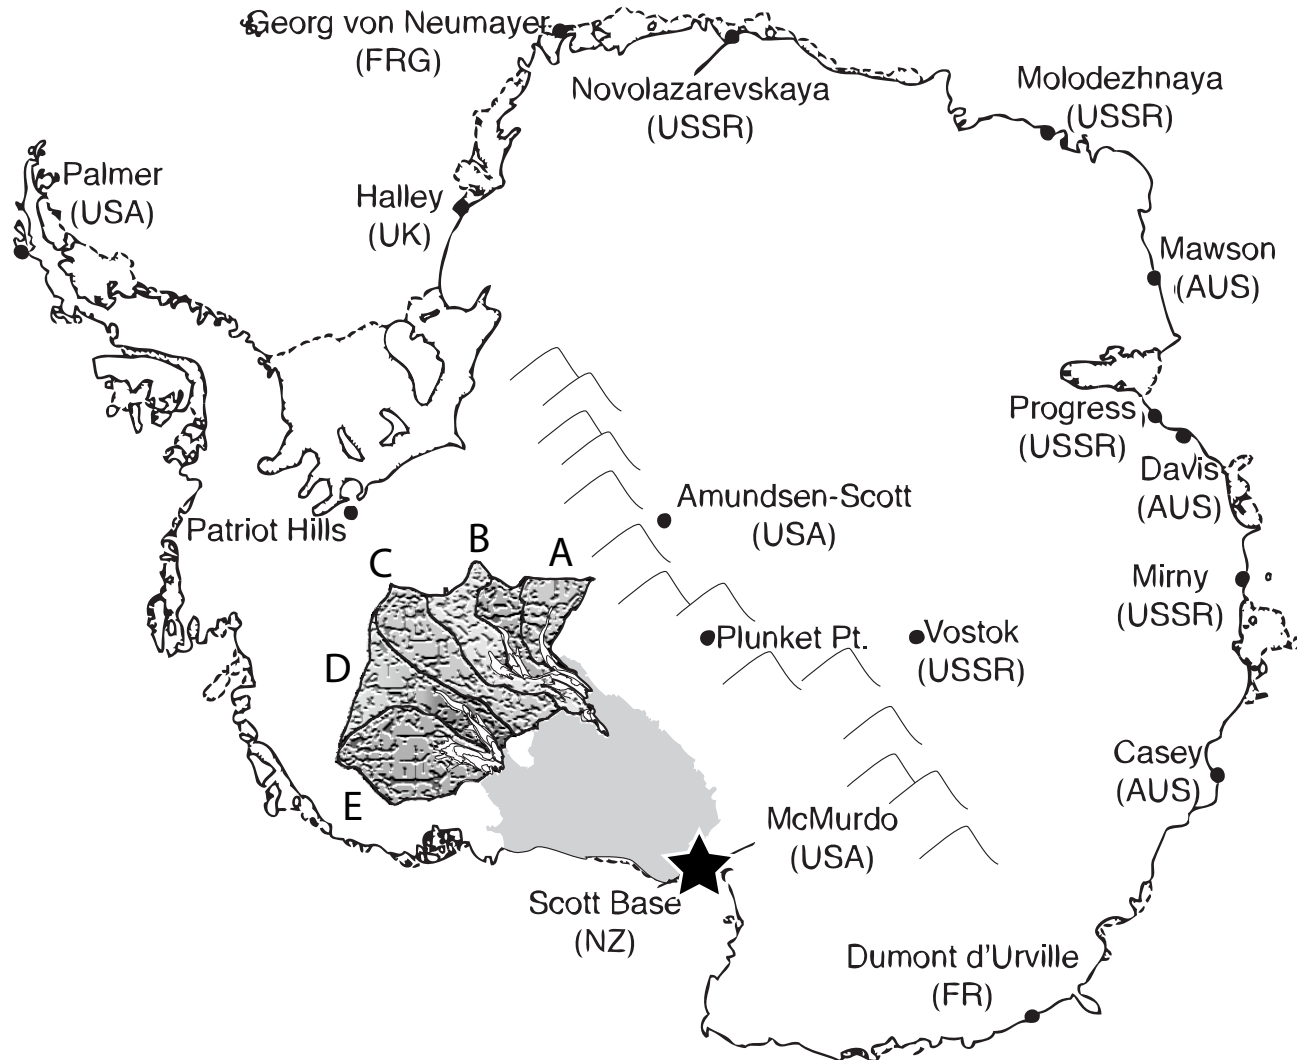 Georg von Neumayer
(FRG)
Novolazarevskaya
(USSR)
Molodezhnaya
(USSR)
Palmer
(USA)
Halley
(UK)
Mawson
(AUS)
Progress
(USSR)
Davis
(AUS)
Amundsen-Scott
(USA)
Patriot Hills
A
B
C
D
E
Mirny
(USSR)
Plunket Pt.
Vostok
(USSR)
Casey
(AUS)
McMurdo
(USA)
Scott Base
(NZ)
Dumont d'Urville
(FR)